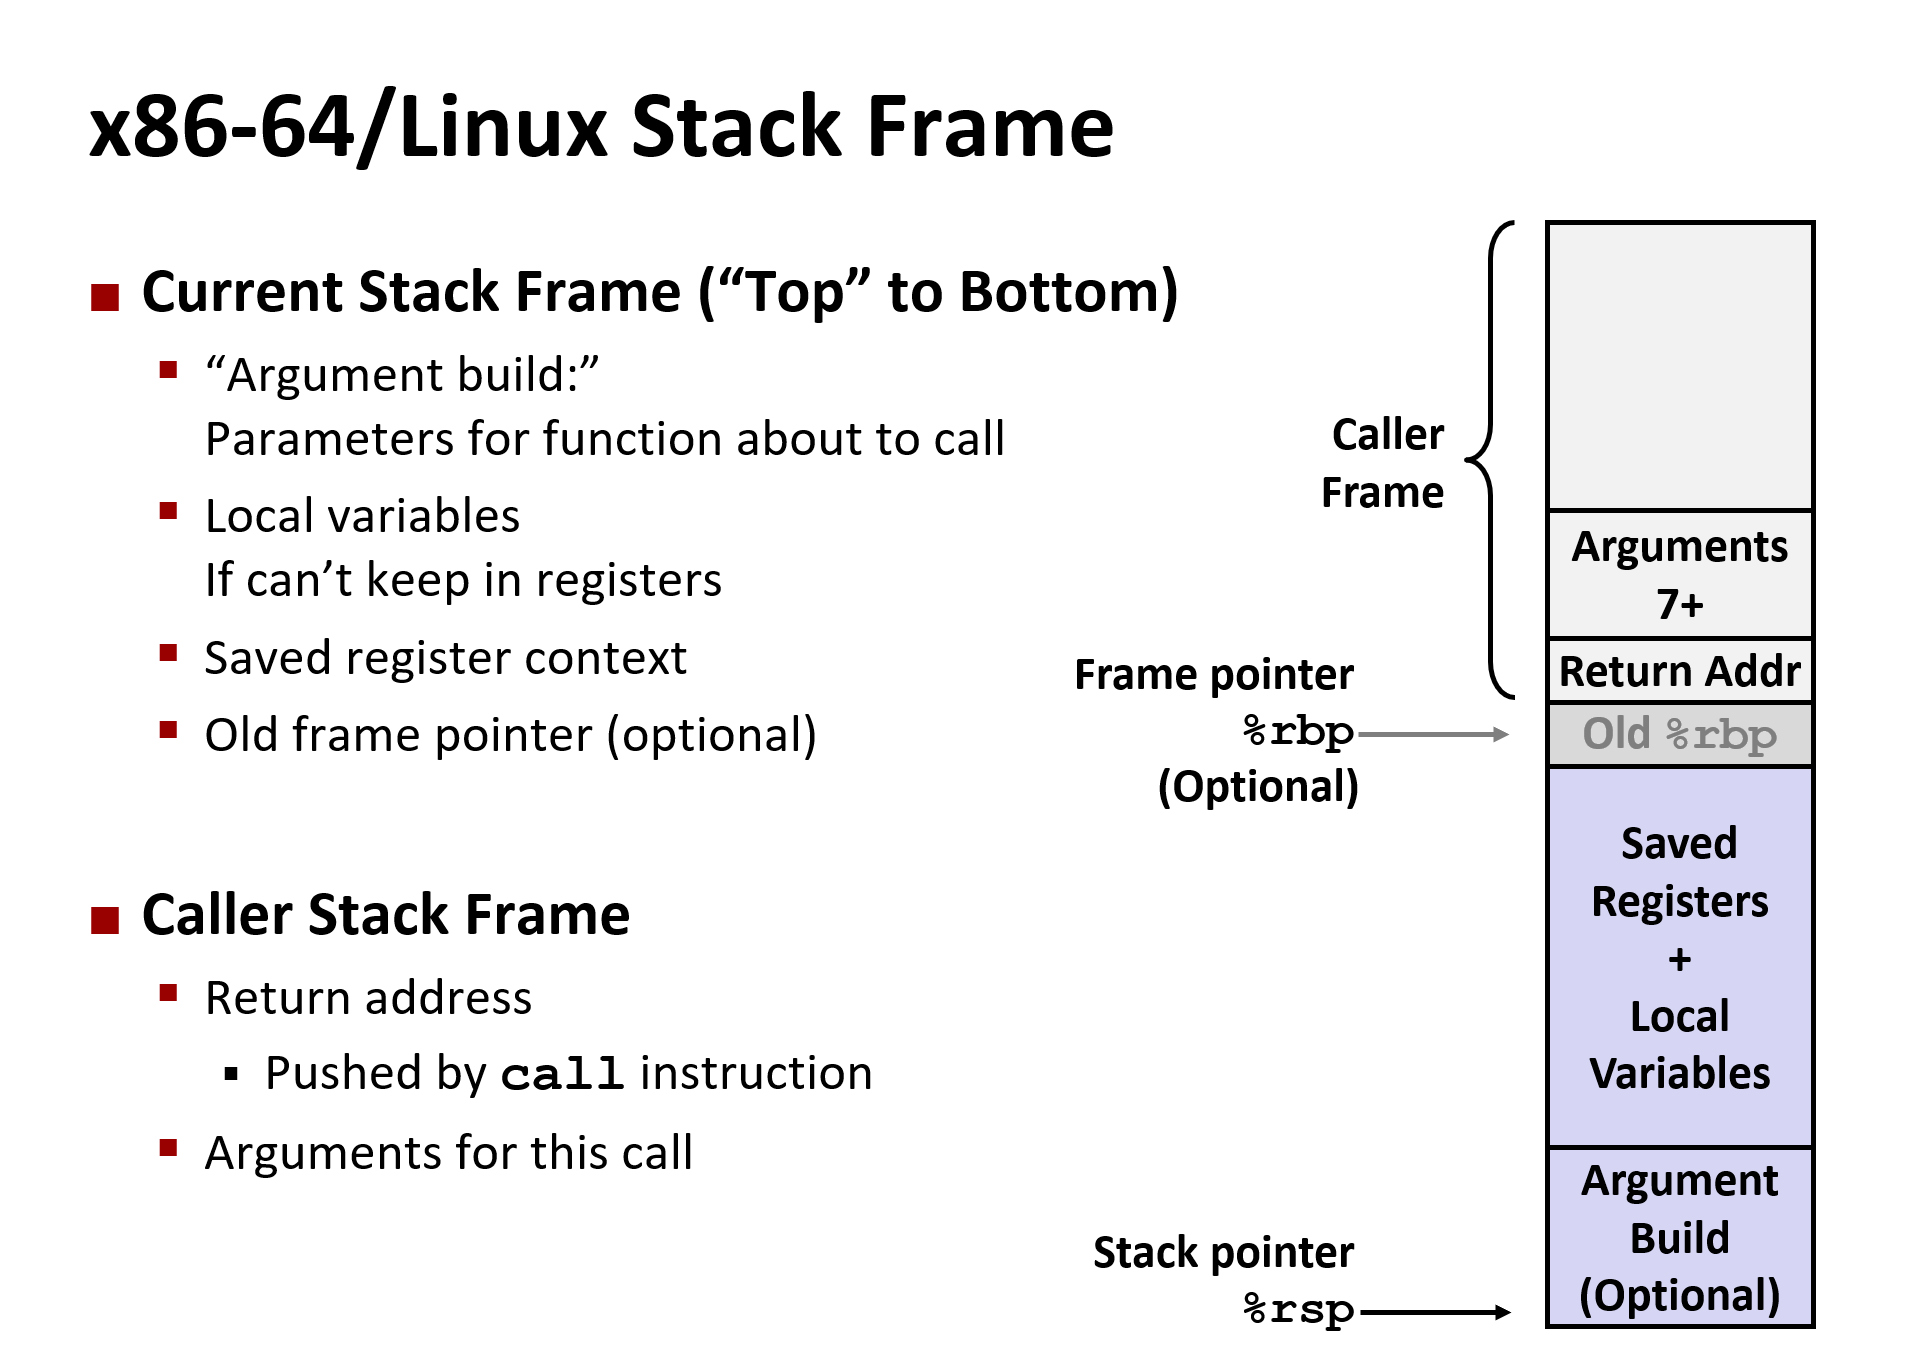 x86-64/Linux Stack Frame
Current Stack Frame (“Top” to Bottom)
“Argument build:”
Parameters for function about to call
Local variables
If can’t keep in registers
Saved register context
Old frame pointer (optional)
Caller Stack Frame
Return address
Pushed by call instruction
Arguments for this call
Caller
Frame
Frame pointer
%rbp
(Optional)
Stack pointer
%rsp
Arguments
7+
Return Addr
Old %rbp
Saved
Registers
+
Local
Variables
Argument
Build
(Optional)